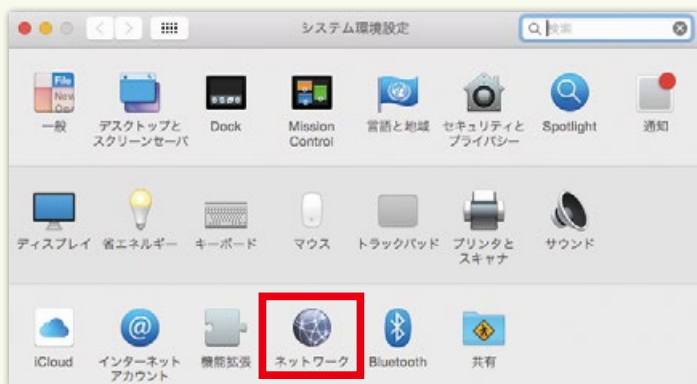 システム環境設定
検索
File
New
Ope
一般
デスクトップと
スクリーンセーバ
Dock
Mission
Control
言語と地域
セキュリティと
プライバシー
Spotlight
通知
ディスプレイ
省エネルギー
キーボード
マウス
トラックパッド
プリンタと
スキャナ
サウンド
iCloud
インターネット
アカウント
機能拡張
ネットワーク
Bluetooth
共有